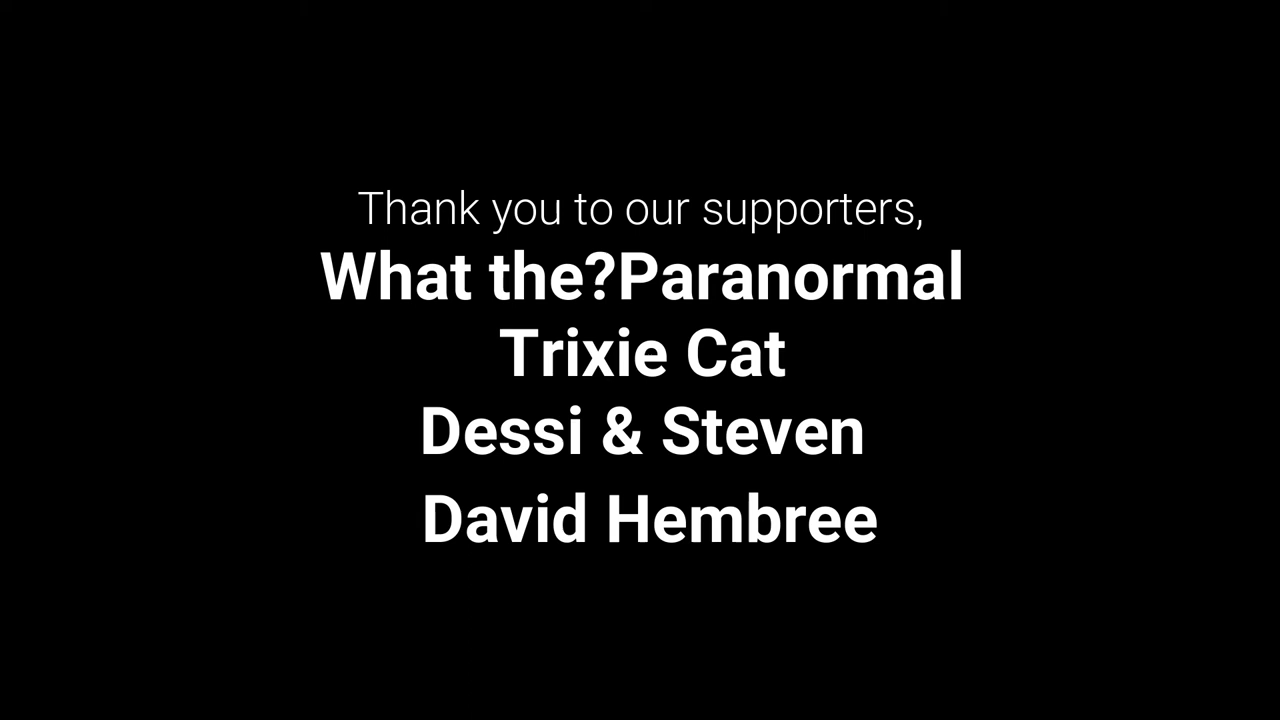 Thank you to our supporters,
What the?Paranormal
Trixie Cat
Dessi & Steven
David Hembree